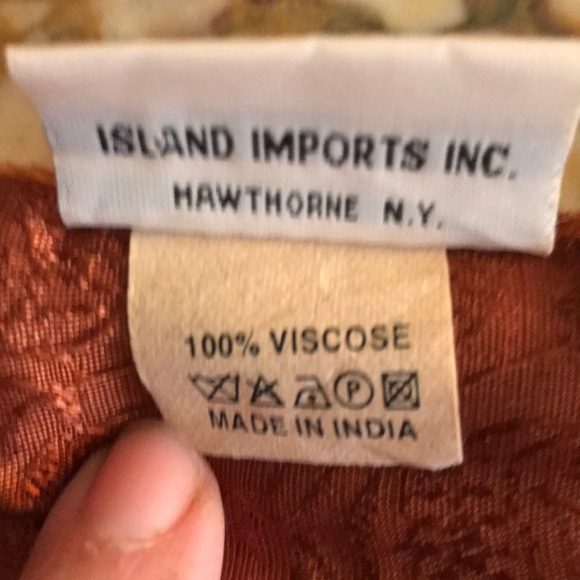 ISLAND IMPORTS INC.
HAWTHORNE N.Y.
100% VISCOSE
P
MADE IN INDIA